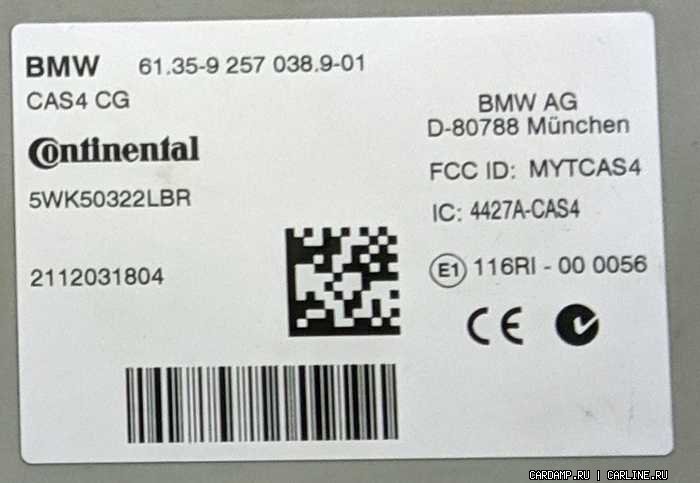 BMW 61.35-9 257 038.9-01
CAS4 CG
Continental
5WK50322LBR
2112031804
BMW AG
D-80788 München
FCC ID: MYTCAS4
IC: 4427A-CAS4
E1 116RI - 00 0056
CE
CARDAMP.RU | CARLINE.RU